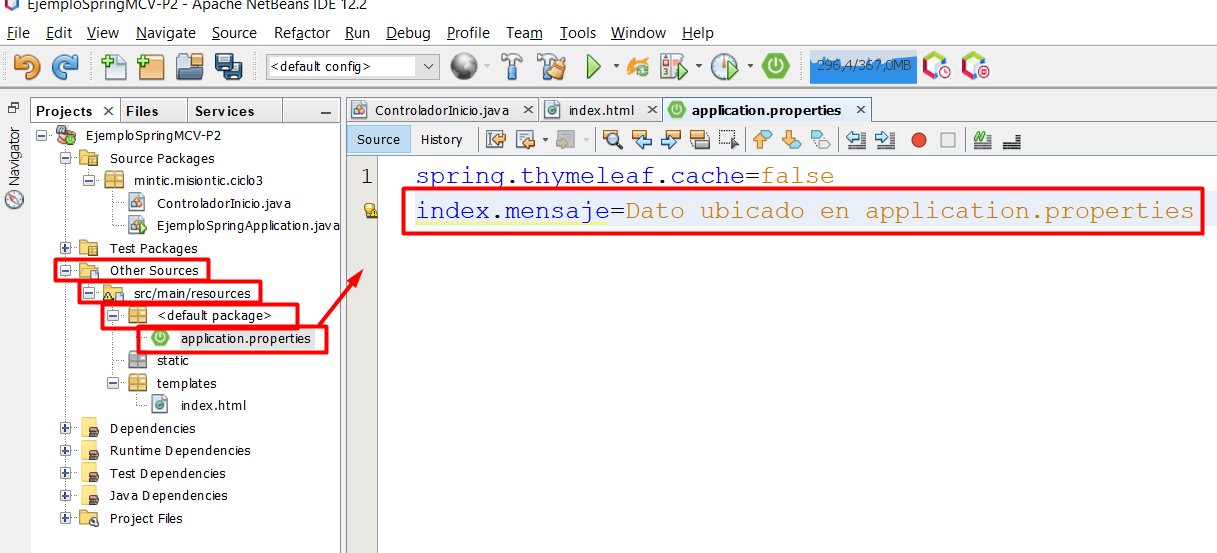 EjemploSpringMCV-P2 - Apache NetBeans IDE 12.2
File Edit View Navigate Source Refactor Run Debug Profile Team Tools Window Help
<default config> 296,4/367,0MB
Projects Files Services
ControladorInicio.java index.html application.properties
Navigator
Source History
EjemploSpringMCV-P2
Source Packages
mintic.misiontic.ciclo3
ControladorInicio.java
EjemploSpringApplication.java
Test Packages
Other Sources
src/main/resources
<default package>
application.properties
static
templates
index.html
Dependencies
Runtime Dependencies
Test Dependencies
Java Dependencies
Project Files
1 spring.thymeleaf.cache=false
index.mensaje=Dato ubicado en application.properties